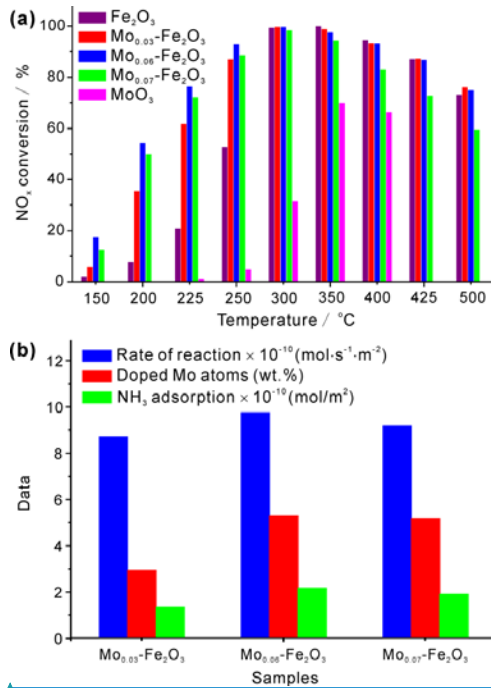 (a)
Fe₂O₃
Mo₀.₀₃-Fe₂O₃
Mo₀.₀₆-Fe₂O₃
Mo₀.₀₇-Fe₂O₃
MoO₃
NOₓ conversion / %
100
80
60
40
20
0
150 200 225 250 300 350 400 425 500
Temperature / °C
(b)
Rate of reaction × 10⁻¹⁰ (mol·s⁻¹·m⁻²)
Doped Mo atoms (wt.%)
NH₃ adsorption × 10⁻¹⁰ (mol/m²)
Data
12
10
8
6
4
2
0
Mo₀.₀₃-Fe₂O₃ Mo₀.₀₆-Fe₂O₃ Mo₀.₀₇-Fe₂O₃
Samples